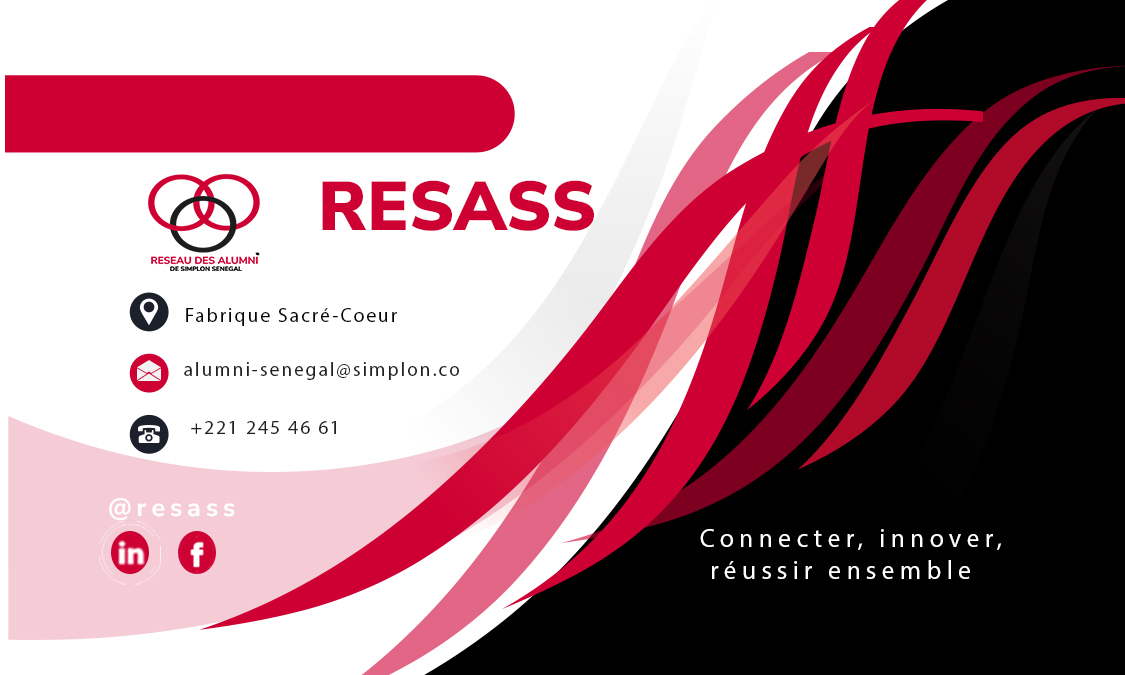 RESASS
RESEAU DES ALUMNI
DE SIMPLON SENEGAL
Fabrique Sacré-Coeur
alumni-senegal@simplon.co
+221 245 46 61
@resass
in f
Connecter, innover,
réussir ensemble